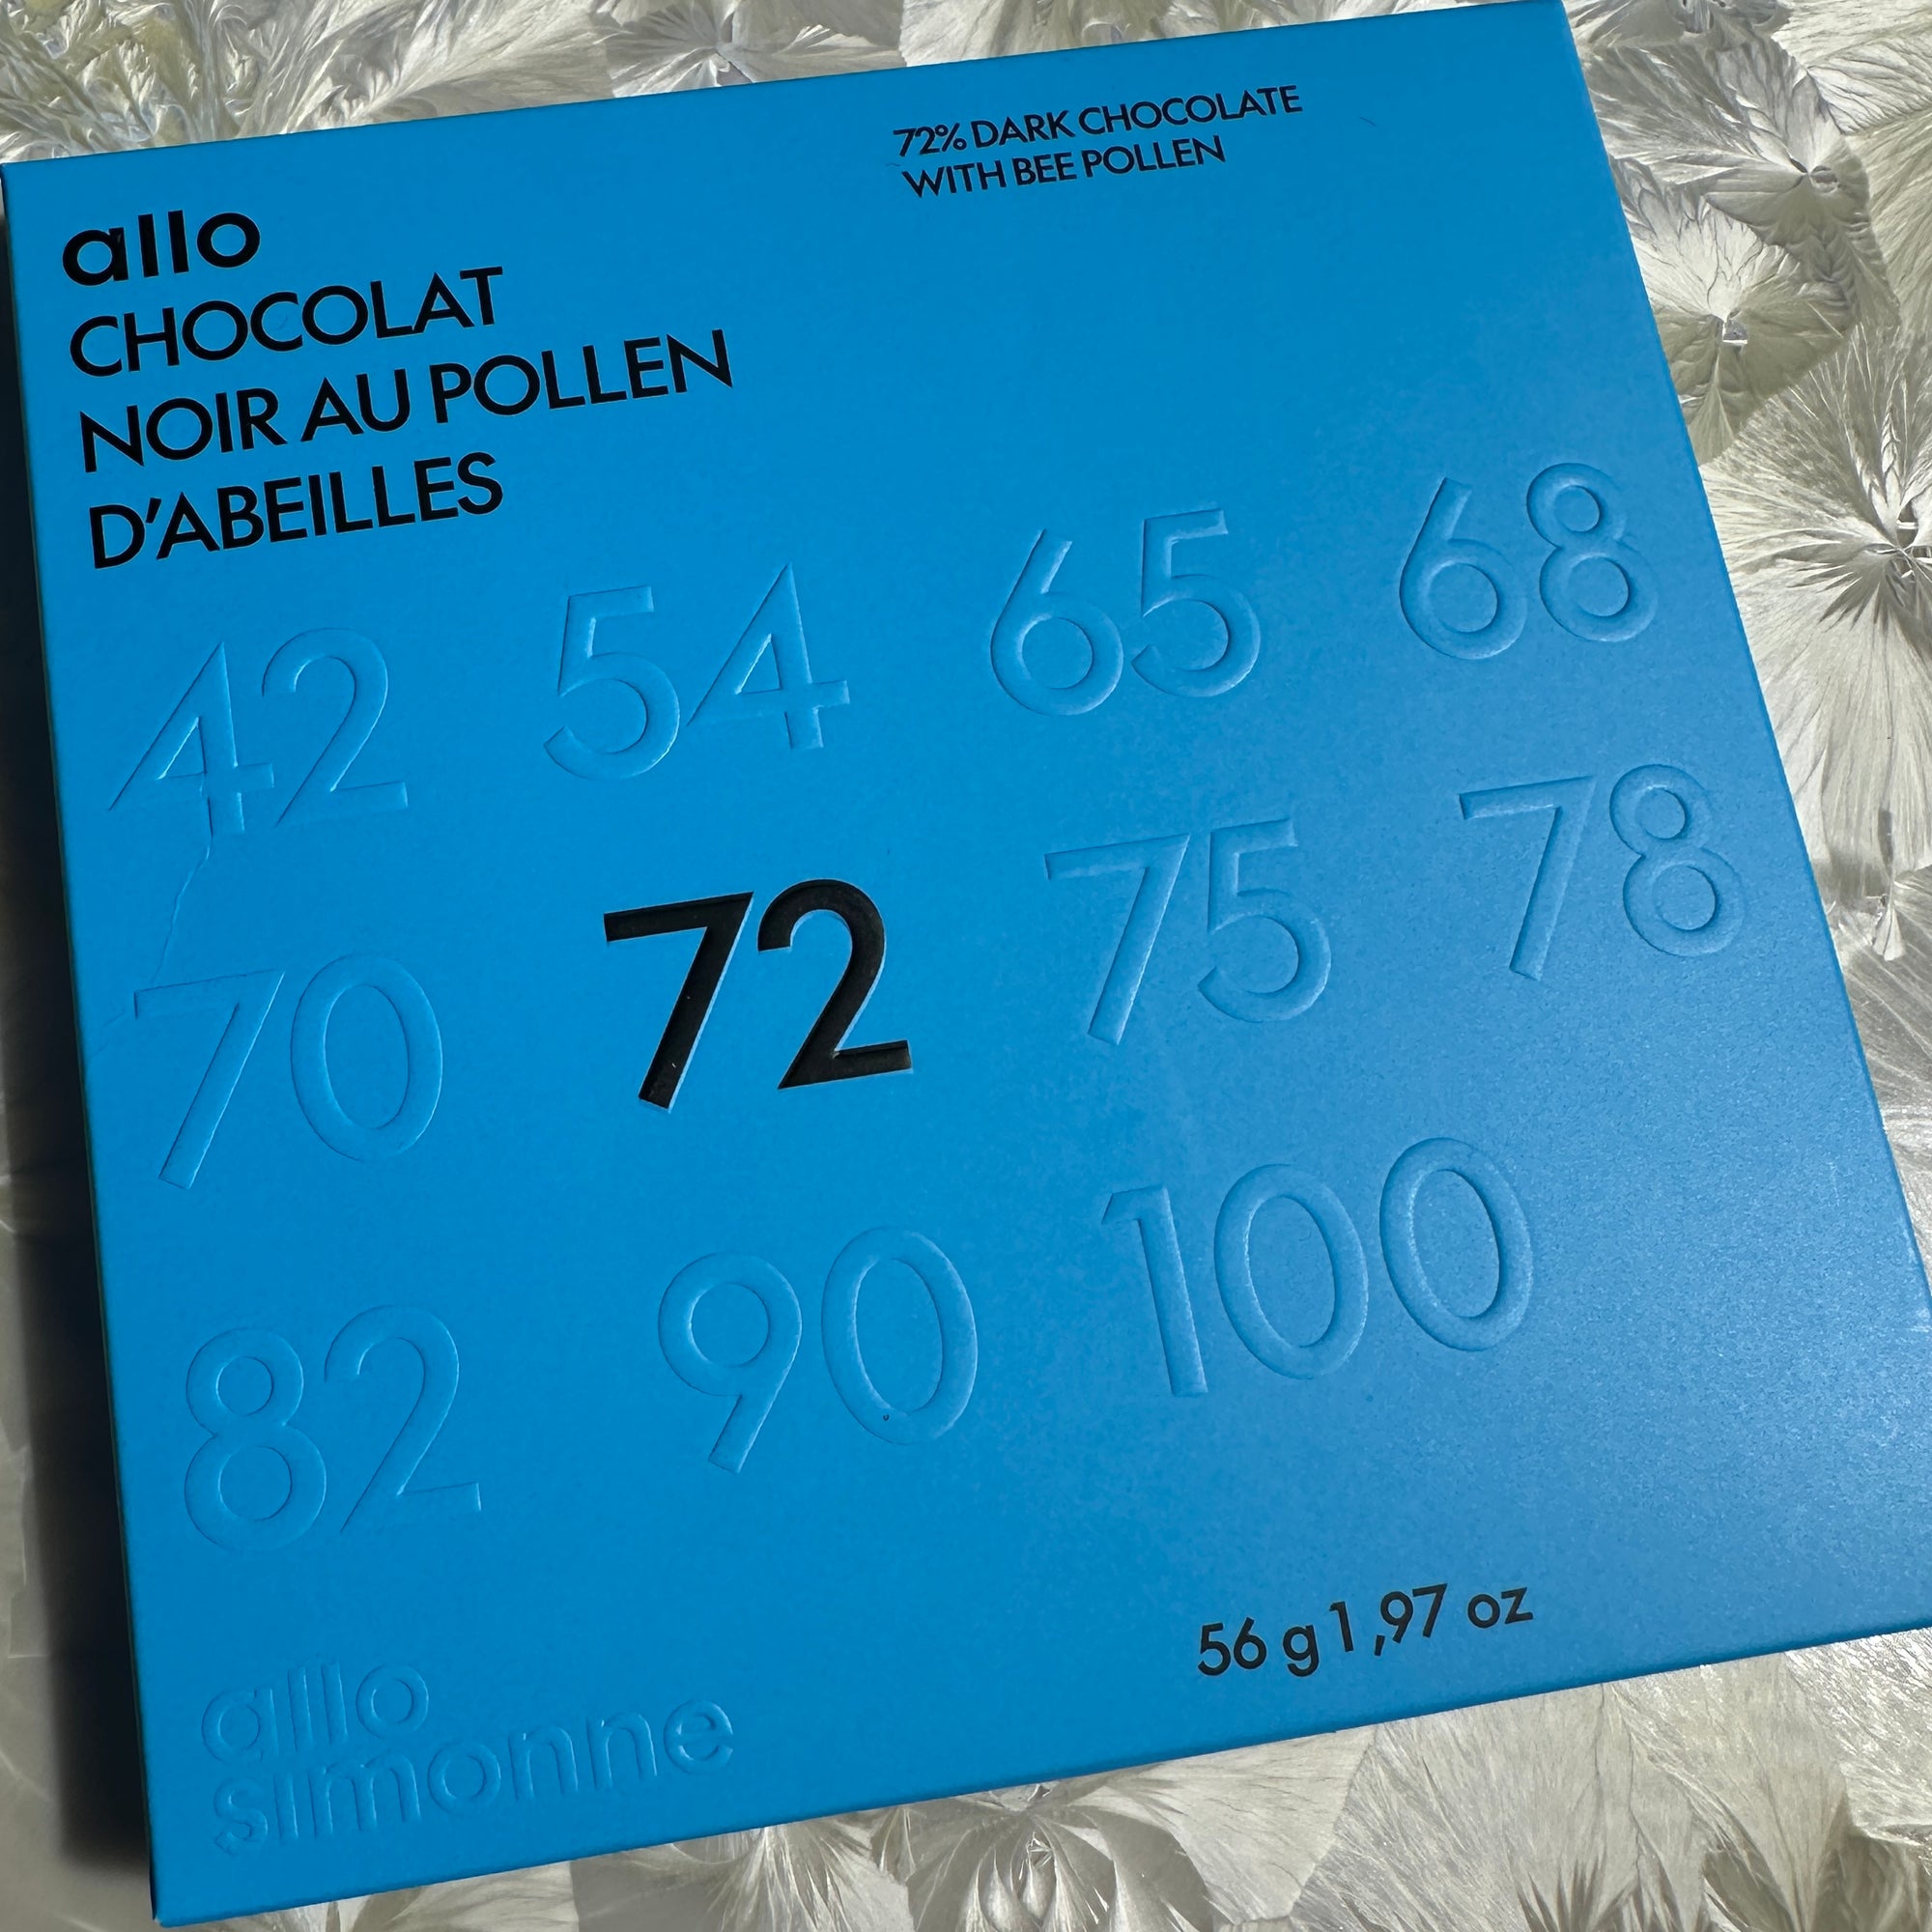 72% DARK CHOCOLATE
WITH BEE POLLEN
allo
CHOCOLAT
NOIR AU POLLEN
D'ABEILLES
42 54 65 68
70 72 75 78
82 90 100
56 g 1,97 oz
allo
simonne